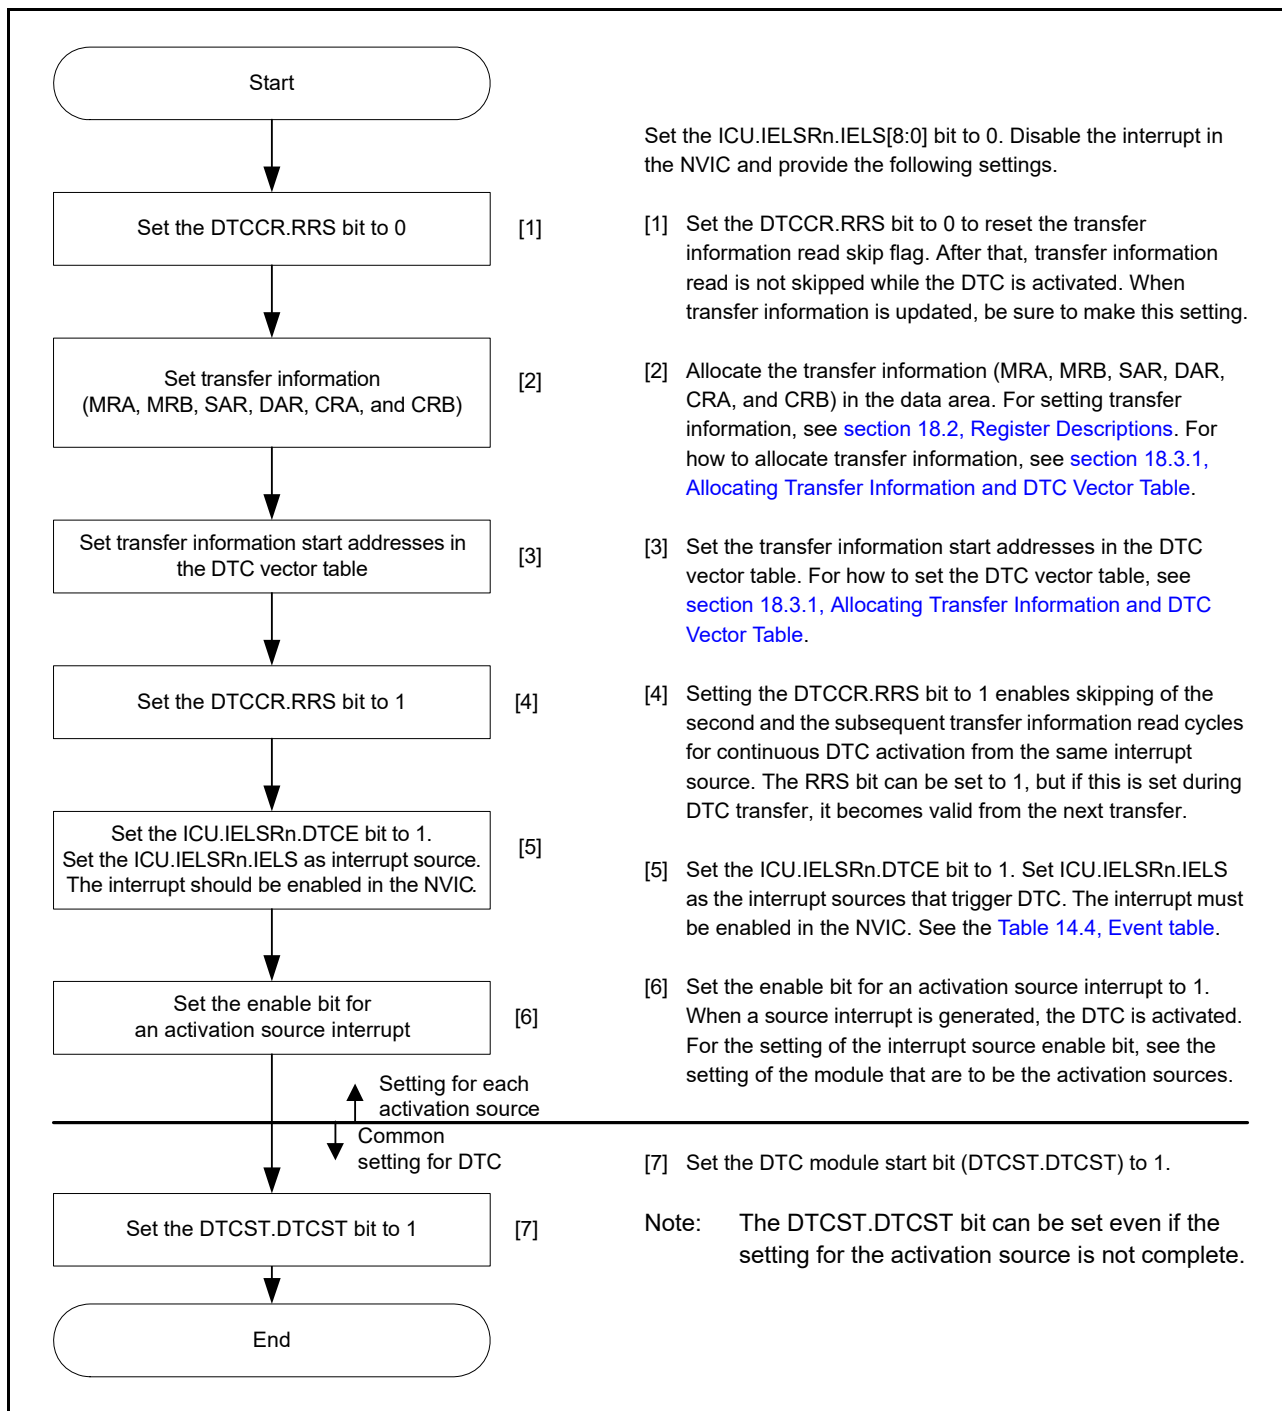 Start
Set the ICU.IELSRn.IELS[8:0] bit to 0. Disable the interrupt in
the NVIC and provide the following settings.
Set the DTCCR.RRS bit to 0
[1]
[1] Set the DTCCR.RRS bit to 0 to reset the transfer
information read skip flag. After that, transfer information
read is not skipped while the DTC is activated. When
transfer information is updated, be sure to make this setting.
Set transfer information
(MRA, MRB, SAR, DAR, CRA, and CRB)
[2]
[2] Allocate the transfer information (MRA, MRB, SAR, DAR,
CRA, and CRB) in the data area. For setting transfer
information, see section 18.2, Register Descriptions. For
how to allocate transfer information, see section 18.3.1,
Allocating Transfer Information and DTC Vector Table.
Set transfer information start addresses in
the DTC vector table
[3]
[3] Set the transfer information start addresses in the DTC
vector table. For how to set the DTC vector table, see
section 18.3.1, Allocating Transfer Information and DTC
Vector Table.
Set the DTCCR.RRS bit to 1
[4]
[4] Setting the DTCCR.RRS bit to 1 enables skipping of the
second and the subsequent transfer information read cycles
for continuous DTC activation from the same interrupt
source. The RRS bit can be set to 1, but if this is set during
DTC transfer, it becomes valid from the next transfer.
Set the ICU.IELSRn.DTCE bit to 1.
Set the ICU.IELSRn.IELS as interrupt source.
The interrupt should be enabled in the NVIC.
[5]
[5] Set the ICU.IELSRn.DTCE bit to 1. Set ICU.IELSRn.IELS
as the interrupt sources that trigger DTC. The interrupt must
be enabled in the NVIC. See the Table 14.4, Event table.
Set the enable bit for
an activation source interrupt
[6]
[6] Set the enable bit for an activation source interrupt to 1.
When a source interrupt is generated, the DTC is activated.
For the setting of the interrupt source enable bit, see the
setting of the module that are to be the activation sources.
Setting for each
activation source
Common
setting for DTC
[7] Set the DTC module start bit (DTCST.DTCST) to 1.
Set the DTCST.DTCST bit to 1
[7]
Note: The DTCST.DTCST bit can be set even if the
setting for the activation source is not complete.
End